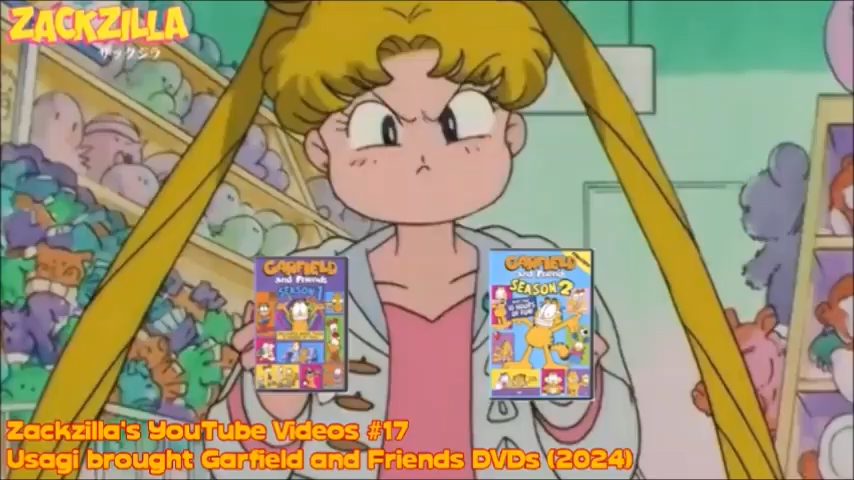 ZACKZILLA
ザックジラ
GARFIELD
and Friends
SEASON 1
GARFIELD
and Friends
SEASON 2
Zackzilla's YouTube Videos #17
Usagi brought Garfield and Friends DVDs (2024)